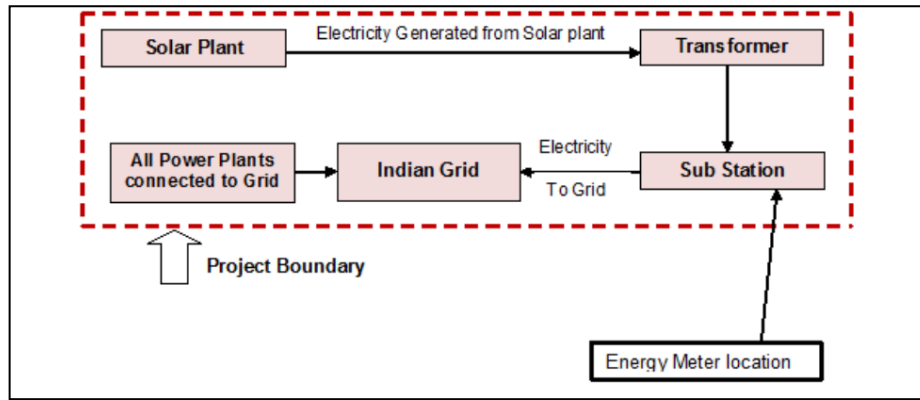 Solar Plant
Electricity Generated from Solar plant
Transformer
All Power Plants
connected to Grid
Indian Grid
Electricity
To Grid
Sub Station
Project Boundary
Energy Meter location